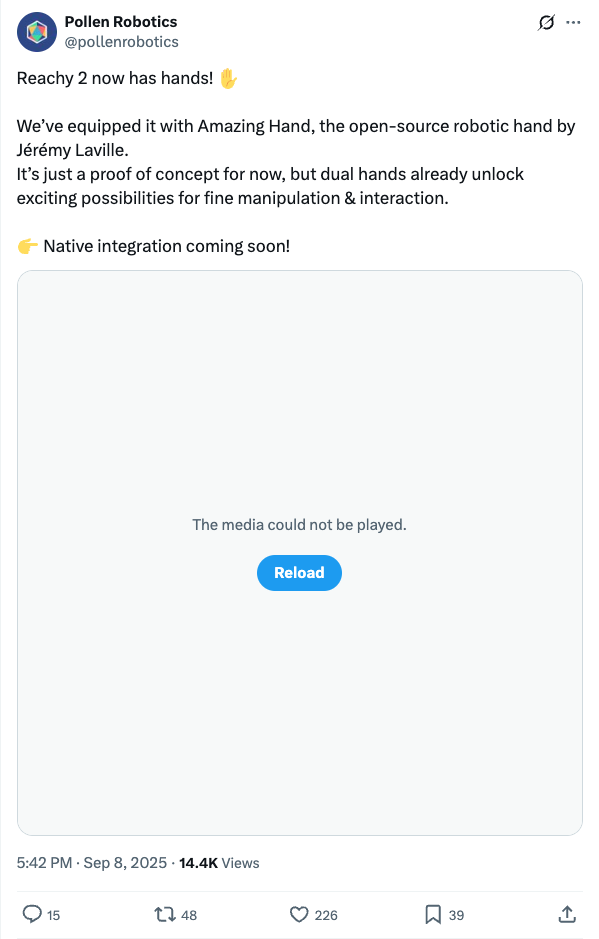 Pollen Robotics
@pollenrobotics
Reachy 2 now has hands! ✋
We’ve equipped it with Amazing Hand, the open-source robotic hand by
Jérémy Laville.
It’s just a proof of concept for now, but dual hands already unlock
exciting possibilities for fine manipulation & interaction.
👉 Native integration coming soon!
The media could not be played.
Reload
5:42 PM · Sep 8, 2025 · 14.4K Views
15 48 226 39